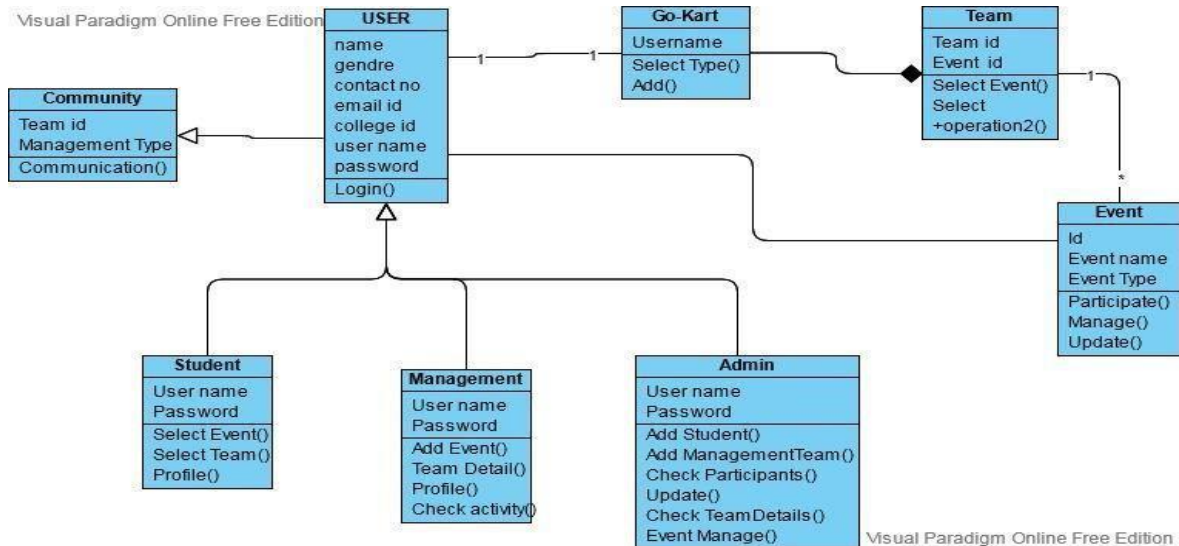 Visual Paradigm Online Free Edition
USER
name
gendre
contact no
email id
college id
user name
password
Login()
Go-Kart
Username
Select Type()
Add()
Team
Team id
Event id
Select Event()
Select
+operation2()
1
1
1
*
Community
Team id
Management Type
Communication()
Event
Id
Event name
Event Type
Participate()
Manage()
Update()
Student
User name
Password
Select Event()
Select Team()
Profile()
Management
User name
Password
Add Event()
Team Detail()
Profile()
Check activity()
Admin
User name
Password
Add Student()
Add ManagementTeam()
Check Participants()
Update()
Check TeamDetails()
Event Manage()
Visual Paradigm Online Free Edition